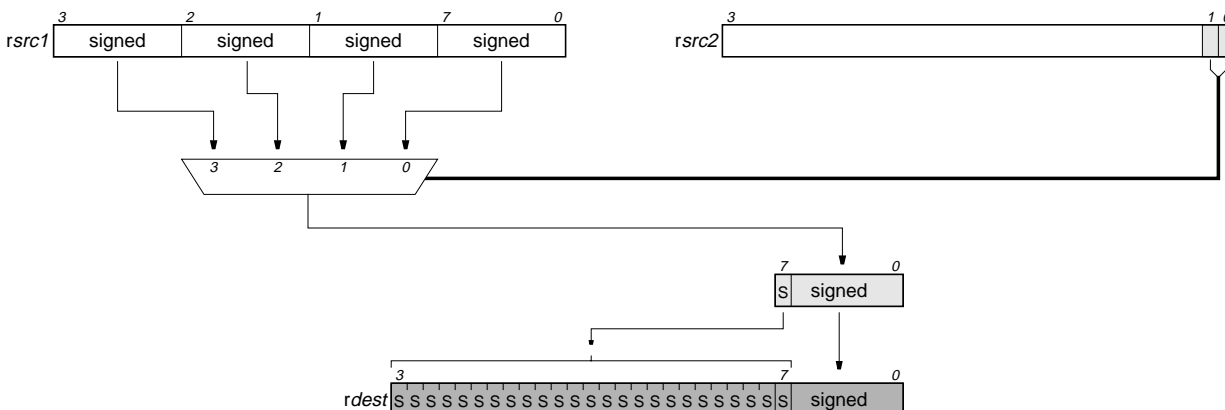 3 2 1 7 0 3 1
rsrc1 signed signed signed signed rsrc2
3 2 1 0
7 0
S signed
3 7 0
rdest S S S S S S S S S S S S S S S S S S S S S S S S S signed